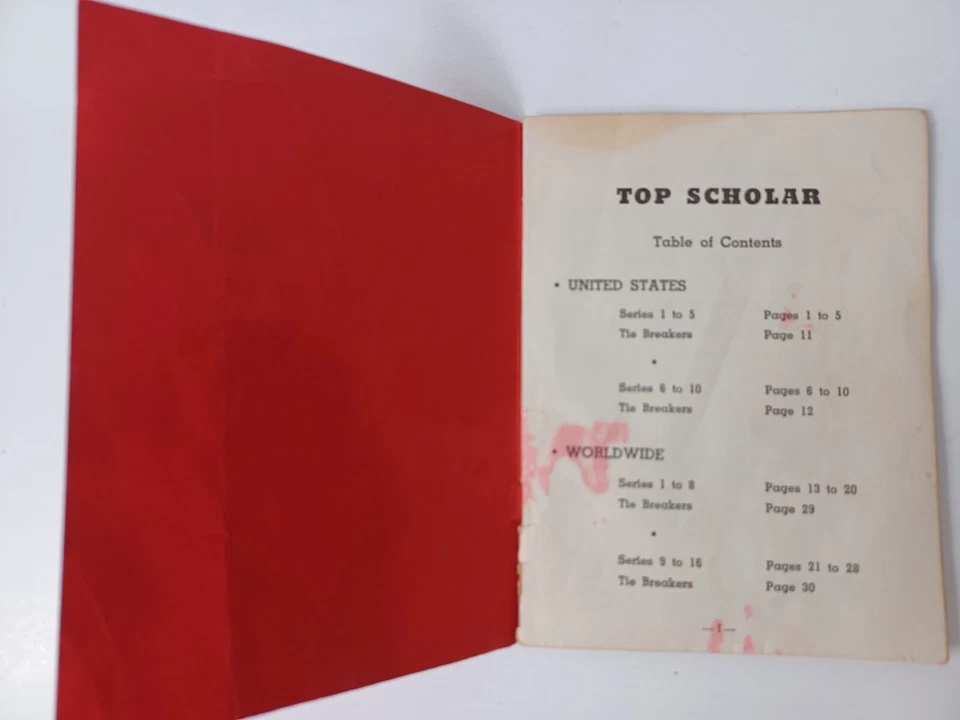 TOP SCHOLAR
Table of Contents
• UNITED STATES
Series 1 to 5 Pages 1 to 5
Tie Breakers Page 11
•
Series 6 to 10 Pages 6 to 10
Tie Breakers Page 12
• WORLDWIDE
Series 1 to 8 Pages 13 to 20
Tie Breakers Page 29
•
Series 9 to 16 Pages 21 to 28
Tie Breakers Page 30
—1—